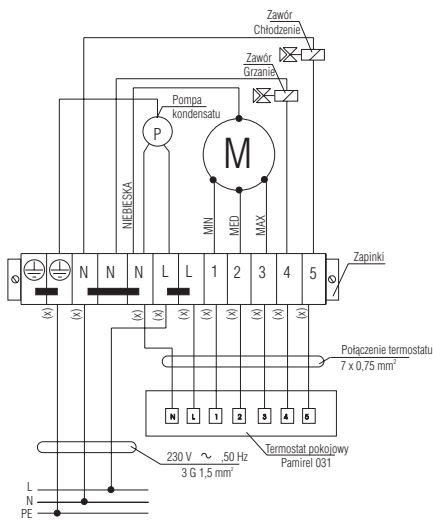 Zawór
Chłodzenie
Zawór
Grzanie
Pompa
kondensatu
P
M
NIEBIESKA
MIN
MED
MAX
N N N L L 1 2 3 4 5
Zapinki
(x) (x) (x) (x) (x) (x) (x) (x) (x)
Połączenie termostatu
7 x 0,75 mm²
N L 1 2 3 4 5
Termostat pokojowy
Pamirel 031
230 V ~ ,50 Hz
3 G 1,5 mm²
L
N
PE